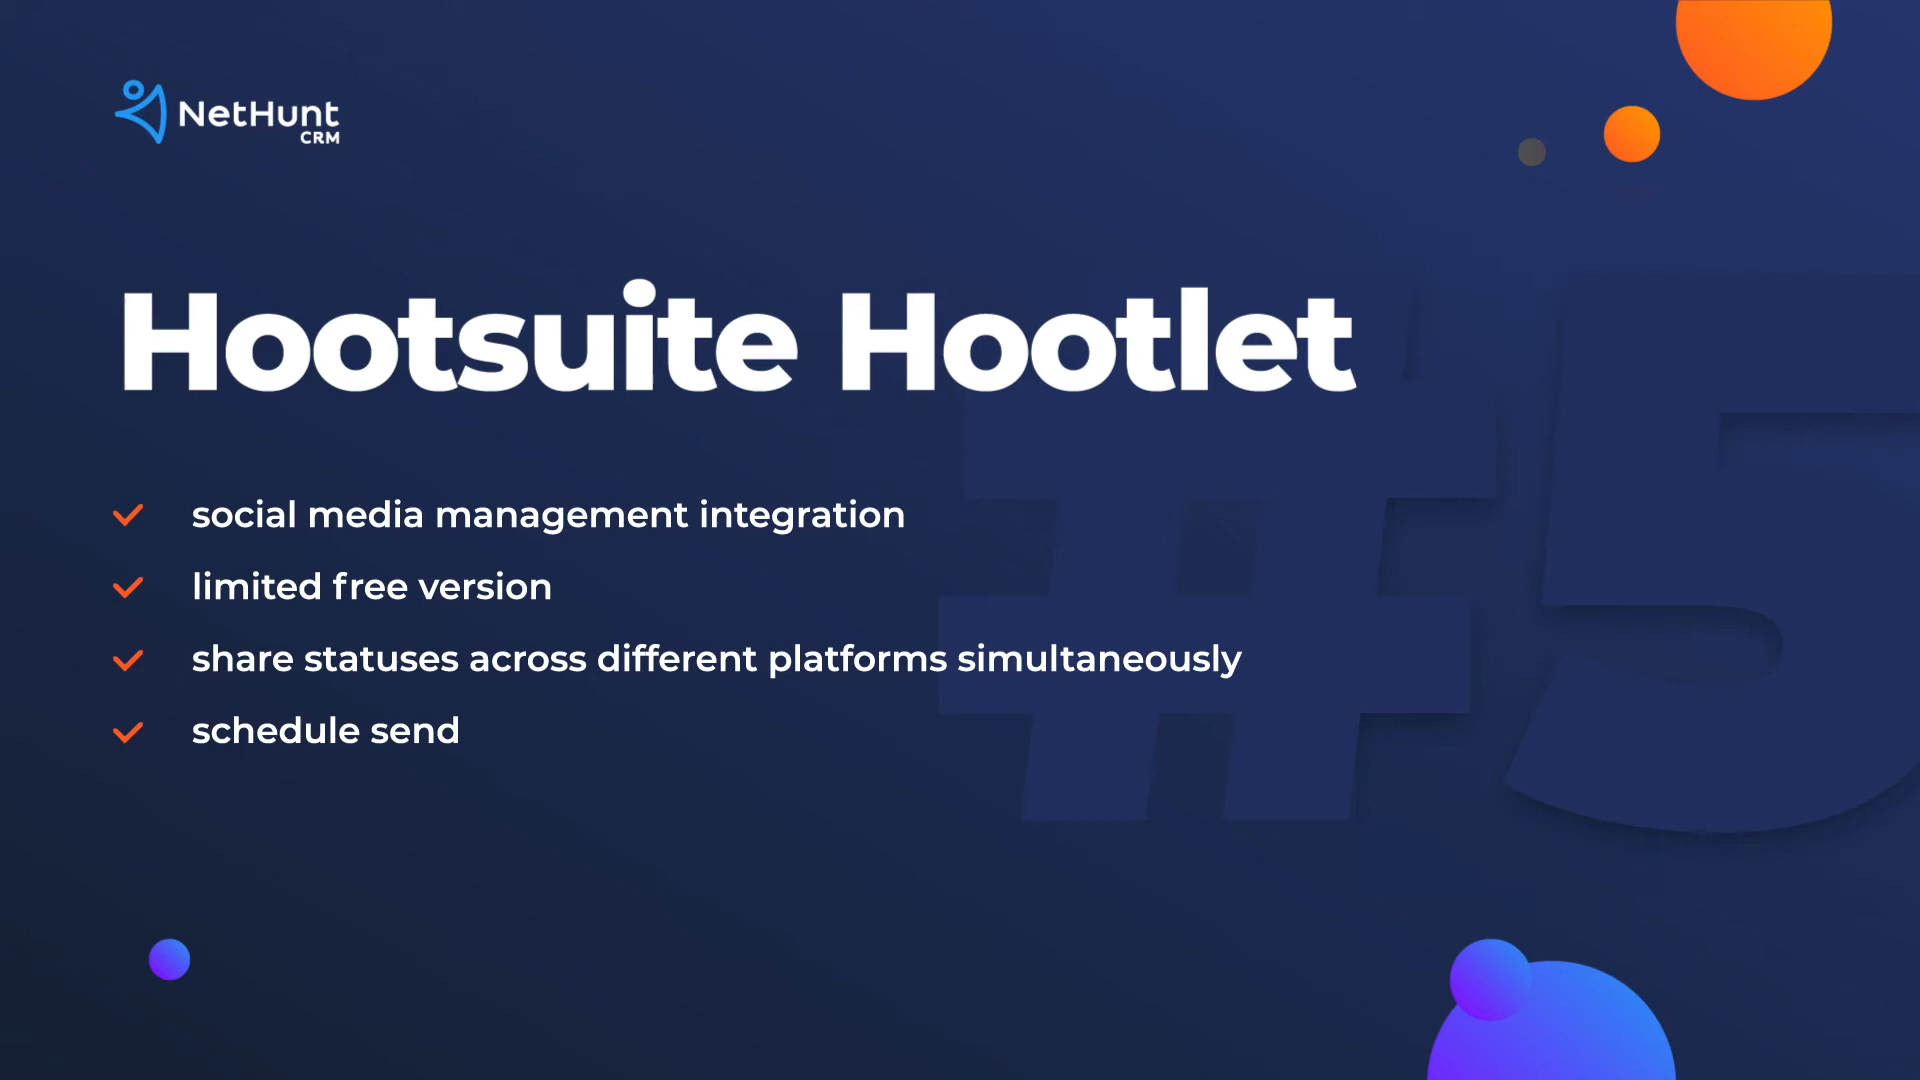 NetHunt
CRM
Hootsuite Hootlet
#5
social media management integration
limited free version
share statuses across different platforms simultaneously
schedule send